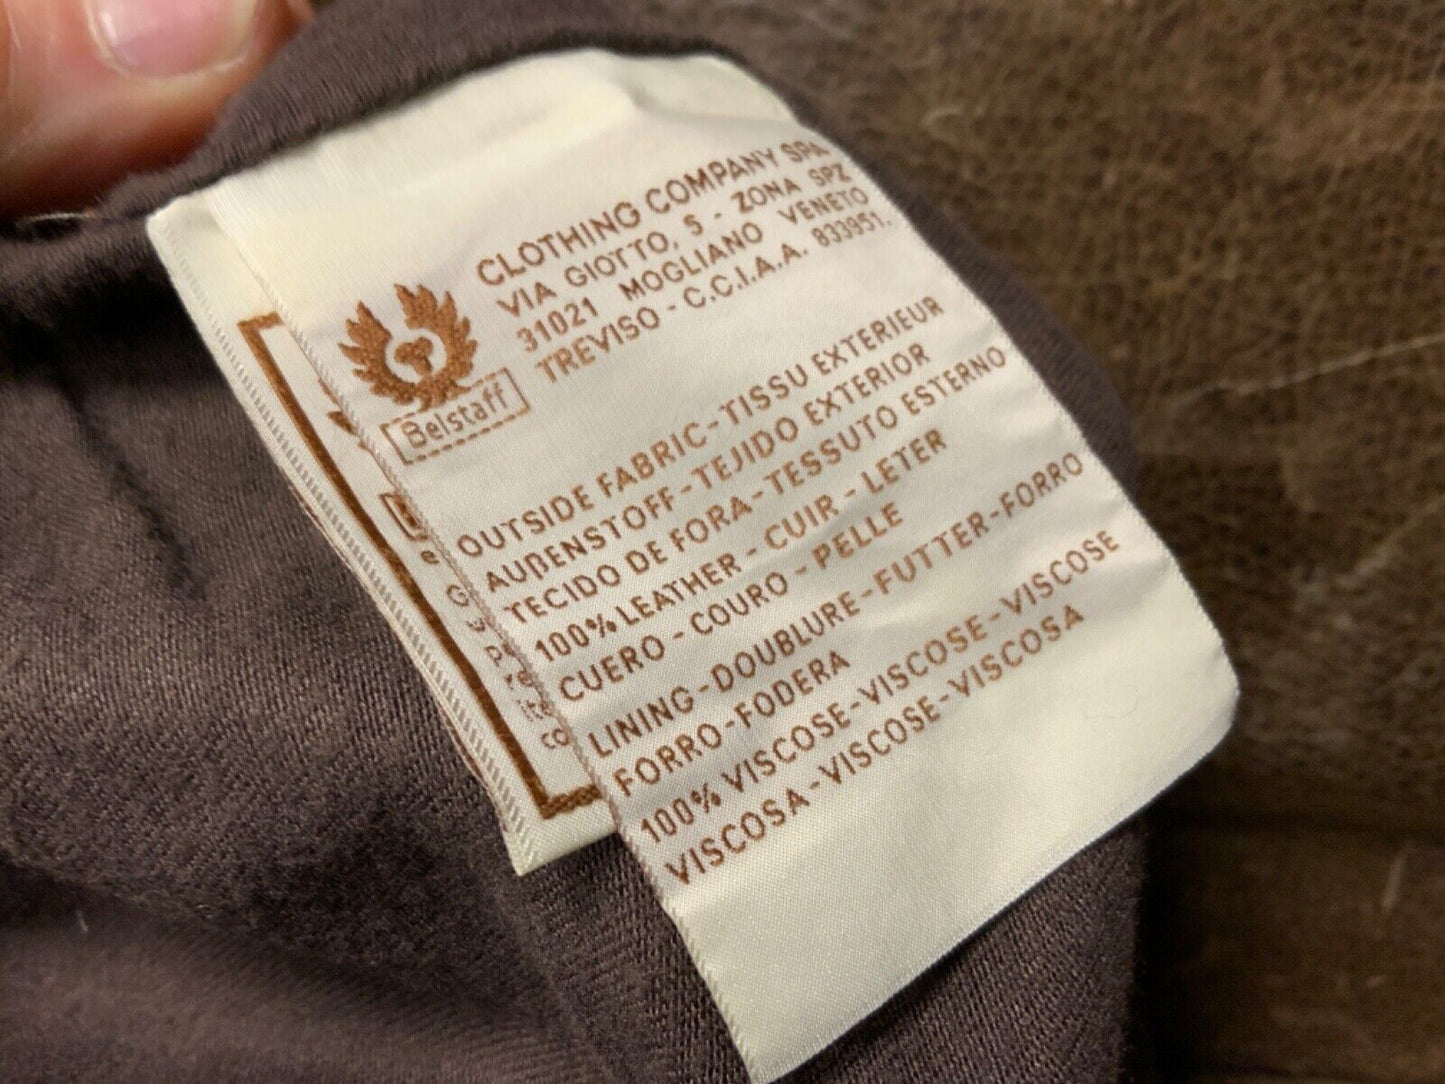 CLOTHING COMPANY SPA
VIA GIOTTO, 5 - ZONA SPZ
31021 MOGLIANO VENETO
TREVISO - C.C.I.A.A. 833951.
Belstaff
OUTSIDE FABRIC-TISSU EXTERIEUR
AUßENSTOFF-TEJIDO EXTERIOR
TECIDO DE FORA-TESSUTO ESTERNO
100% LEATHER - CUIR - LETER
CUERO - COURO - PELLE
LINING-DOUBLURE-FUTTER-FORRO
FORRO-FODERA
100% VISCOSE-VISCOSE-VISCOSE
VISCOSA-VISCOSE-VISCOSA